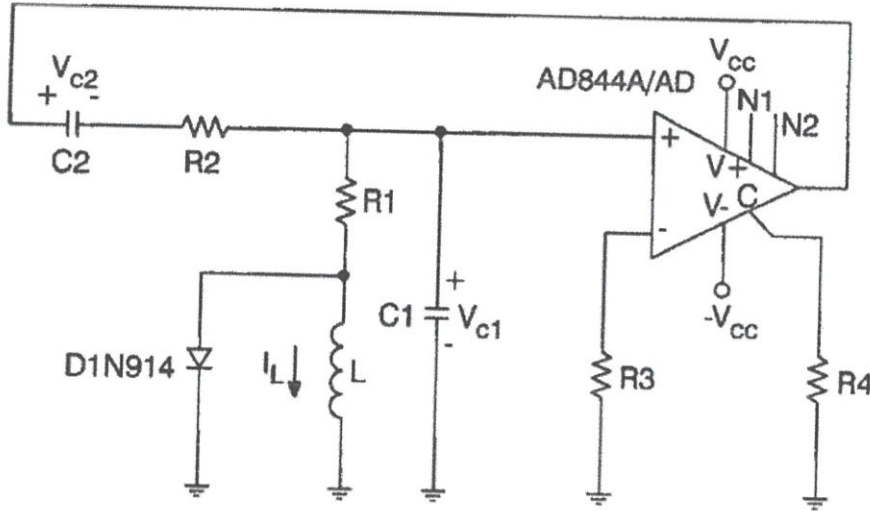 Vcc
Vc2
AD844A/AD
+ -
N1
N2
C2
R2
+
V+
R1
V-
C
-
+
C1
Vc1
-Vcc
-
D1N914
IL
L
R3
R4